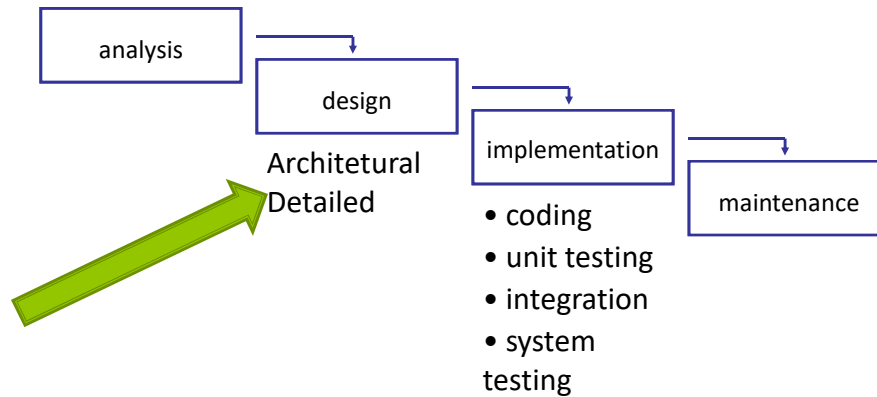 analysis
design
Architetural
Detailed
implementation
• coding
• unit testing
• integration
• system
testing
maintenance